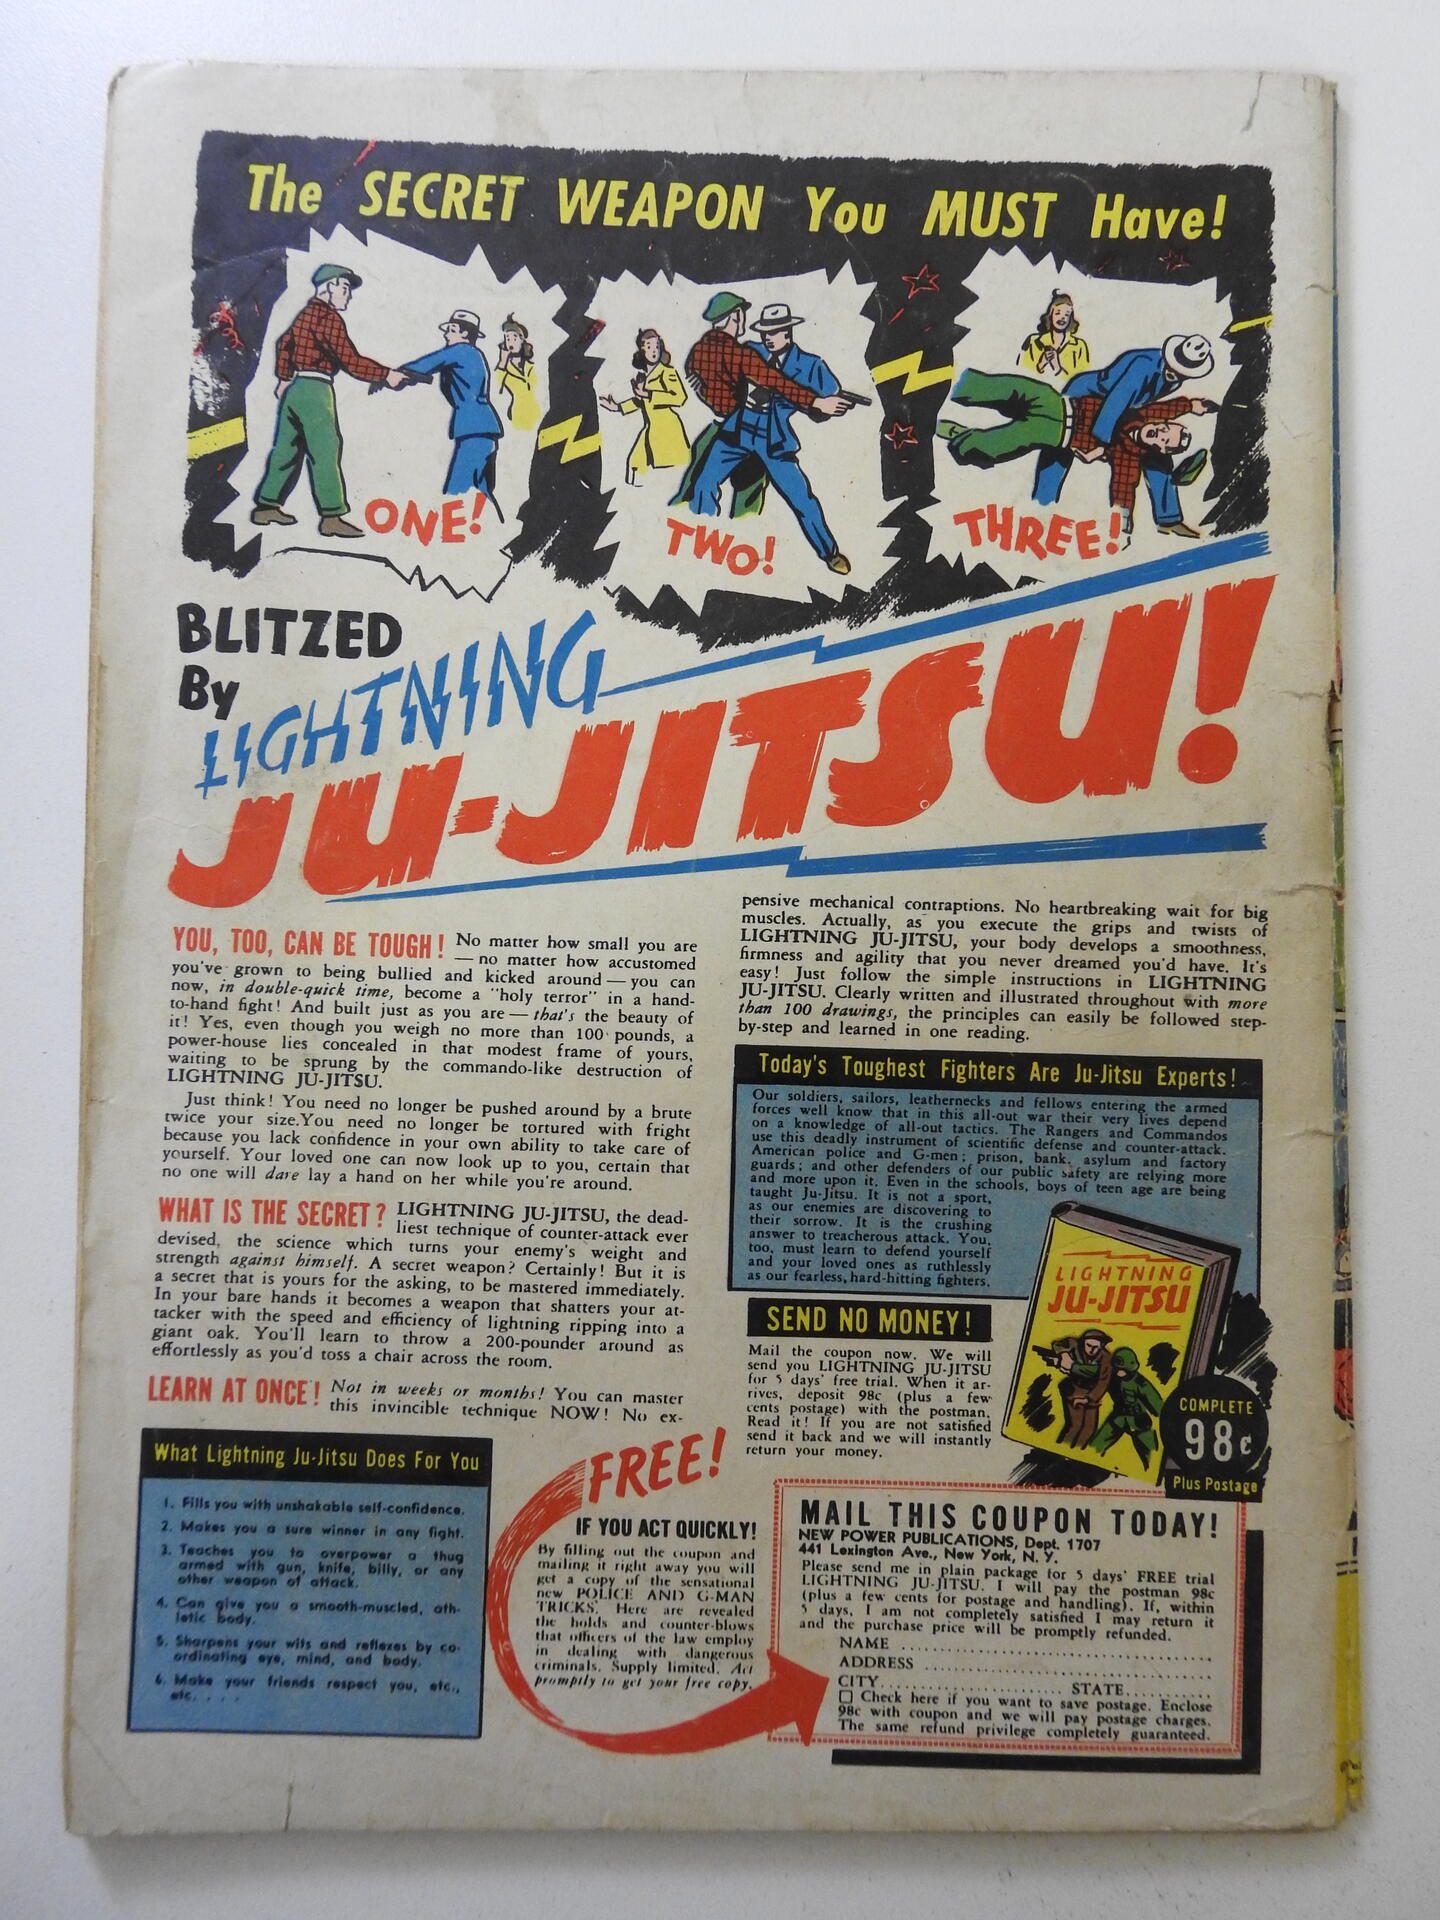 The SECRET WEAPON You MUST Have!
ONE!
TWO!
THREE!
BLITZED
By
LIGHTNING
JU-JITSU!
YOU, TOO, CAN BE TOUGH! No matter how small you are
— no matter how accustomed
you've grown to being bullied and kicked around — you can
now, in double-quick time, become a "holy terror" in a hand-
to-hand fight! And built just as you are — that's the beauty of
it! Yes, even though you weigh no more than 100 pounds, a
power-house lies concealed in that modest frame of yours,
waiting to be sprung by the commando-like destruction of
LIGHTNING JU-JITSU.
Just think! You need no longer be pushed around by a brute
twice your size. You need no longer be tortured with fright
because you lack confidence in your own ability to take care of
yourself. Your loved one can now look up to you, certain that
no one will dare lay a hand on her while you're around.
WHAT IS THE SECRET? LIGHTNING JU-JITSU, the dead-
liest technique of counter-attack ever
devised, the science which turns your enemy's weight and
strength against himself. A secret weapon? Certainly! But it is
a secret that is yours for the asking, to be mastered immediately.
In your bare hands it becomes a weapon that shatters your at-
tacker with the speed and efficiency of lightning ripping into a
giant oak. You'll learn to throw a 200-pounder around as
effortlessly as you'd toss a chair across the room.
LEARN AT ONCE! Not in weeks or months! You can master
this invincible technique NOW! No ex-
pensive mechanical contraptions. No heartbreaking wait for big
muscles. Actually, as you execute the grips and twists of
LIGHTNING JU-JITSU, your body develops a smoothness,
firmness and agility that you never dreamed you'd have. It's
easy! Just follow the simple instructions in LIGHTNING
JU-JITSU. Clearly written and illustrated throughout with more
than 100 drawings, the principles can easily be followed step-
by-step and learned in one reading.
Today's Toughest Fighters Are Ju-Jitsu Experts!
Our soldiers, sailors, leathernecks and fellows entering the armed
forces well know that in this all-out war their very lives depend
on a knowledge of all-out tactics. The Rangers and Commandos
use this deadly instrument of scientific defense and counter-attack.
American police and G-men; prison, bank, asylum and factory
guards; and other defenders of our public safety are relying more
and more upon it. Even in the schools, boys of teen age are being
taught Ju-Jitsu. It is not a sport,
as our enemies are discovering to
their sorrow. It is the crushing
answer to treacherous attack. You,
too, must learn to defend yourself
and your loved ones as ruthlessly
as our fearless, hard-hitting fighters.
LIGHTNING
JU-JITSU
COMPLETE
98¢
Plus Postage
SEND NO MONEY!
Mail the coupon now. We will
send you LIGHTNING JU-JITSU
for 5 days' free trial. When it ar-
rives, deposit 98c (plus a few
cents postage) with the postman.
Read it! If you are not satisfied
send it back and we will instantly
return your money.
What Lightning Ju-Jitsu Does For You
1. Fills you with unshakable self-confidence.
2. Makes you a sure winner in any fight.
3. Teaches you to overpower a thug
armed with gun, knife, billy, or any
other weapon of attack.
4. Can give you a smooth-muscled, ath-
letic body.
5. Sharpens your wits and reflexes by co-
ordinating eye, mind, and body.
6. Make your friends respect you, etc.,
etc. . . . .
FREE!
IF YOU ACT QUICKLY!
By filling out the coupon and
mailing it right away you will
get a copy of the sensational
new POLICE AND G-MAN
TRICKS. Here are revealed
the holds and counter-blows
that officers of the law employ
in dealing with dangerous
criminals. Supply limited. Act
promptly to get your free copy.
MAIL THIS COUPON TODAY!
NEW POWER PUBLICATIONS, Dept. 1707
441 Lexington Ave., New York, N. Y.
Please send me in plain package for 5 days' FREE trial
LIGHTNING JU-JITSU. I will pay the postman 98c
(plus a few cents for postage and handling). If, within
5 days, I am not completely satisfied I may return it
and the purchase price will be promptly refunded.
NAME
ADDRESS
CITY STATE
☐ Check here if you want to save postage. Enclose
98c with coupon and we will pay postage charges.
The same refund privilege completely guaranteed.